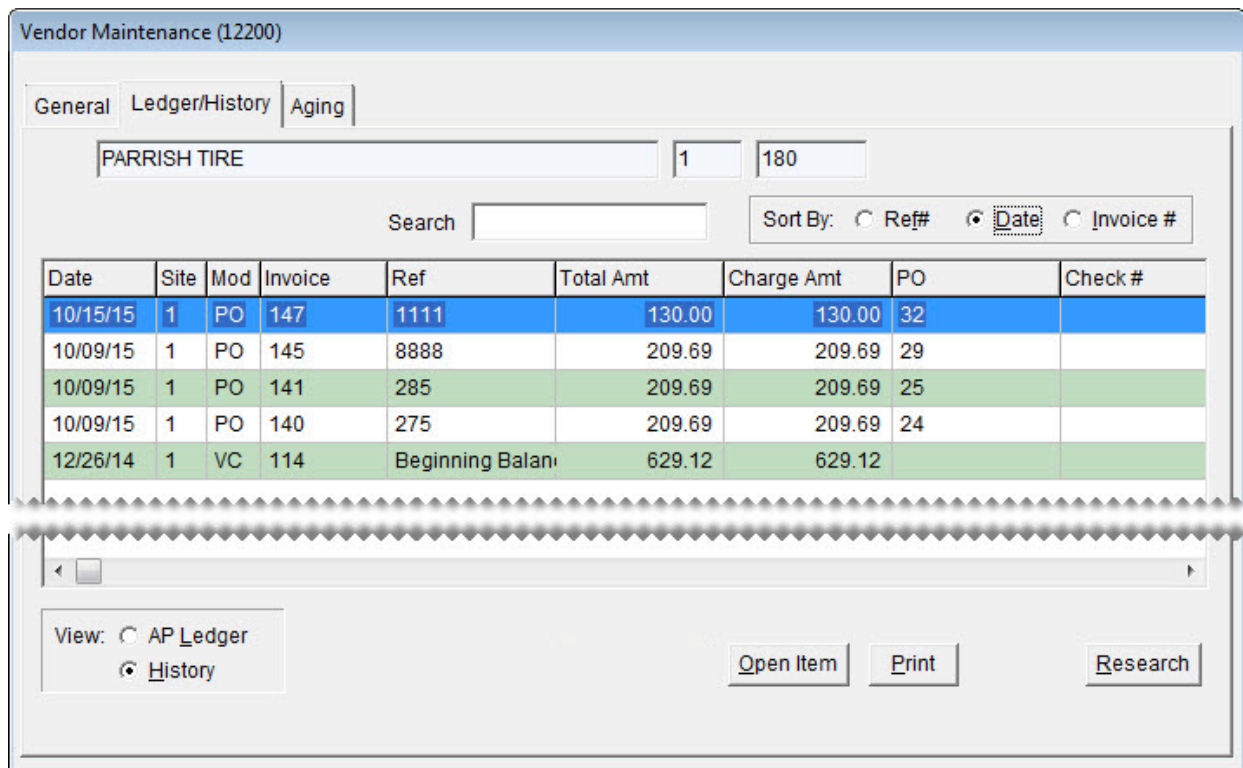 Vendor Maintenance (12200)
General Ledger/History Aging
PARRISH TIRE 1 180
Search Sort By: Ref# Date Invoice #
Date Site Mod Invoice Ref Total Amt Charge Amt PO Check #
10/15/15 1 PO 147 1111 130.00 130.00 32
10/09/15 1 PO 145 8888 209.69 209.69 29
10/09/15 1 PO 141 285 209.69 209.69 25
10/09/15 1 PO 140 275 209.69 209.69 24
12/26/14 1 VC 114 Beginning Balan 629.12 629.12
View: AP Ledger
History
Open Item Print Research